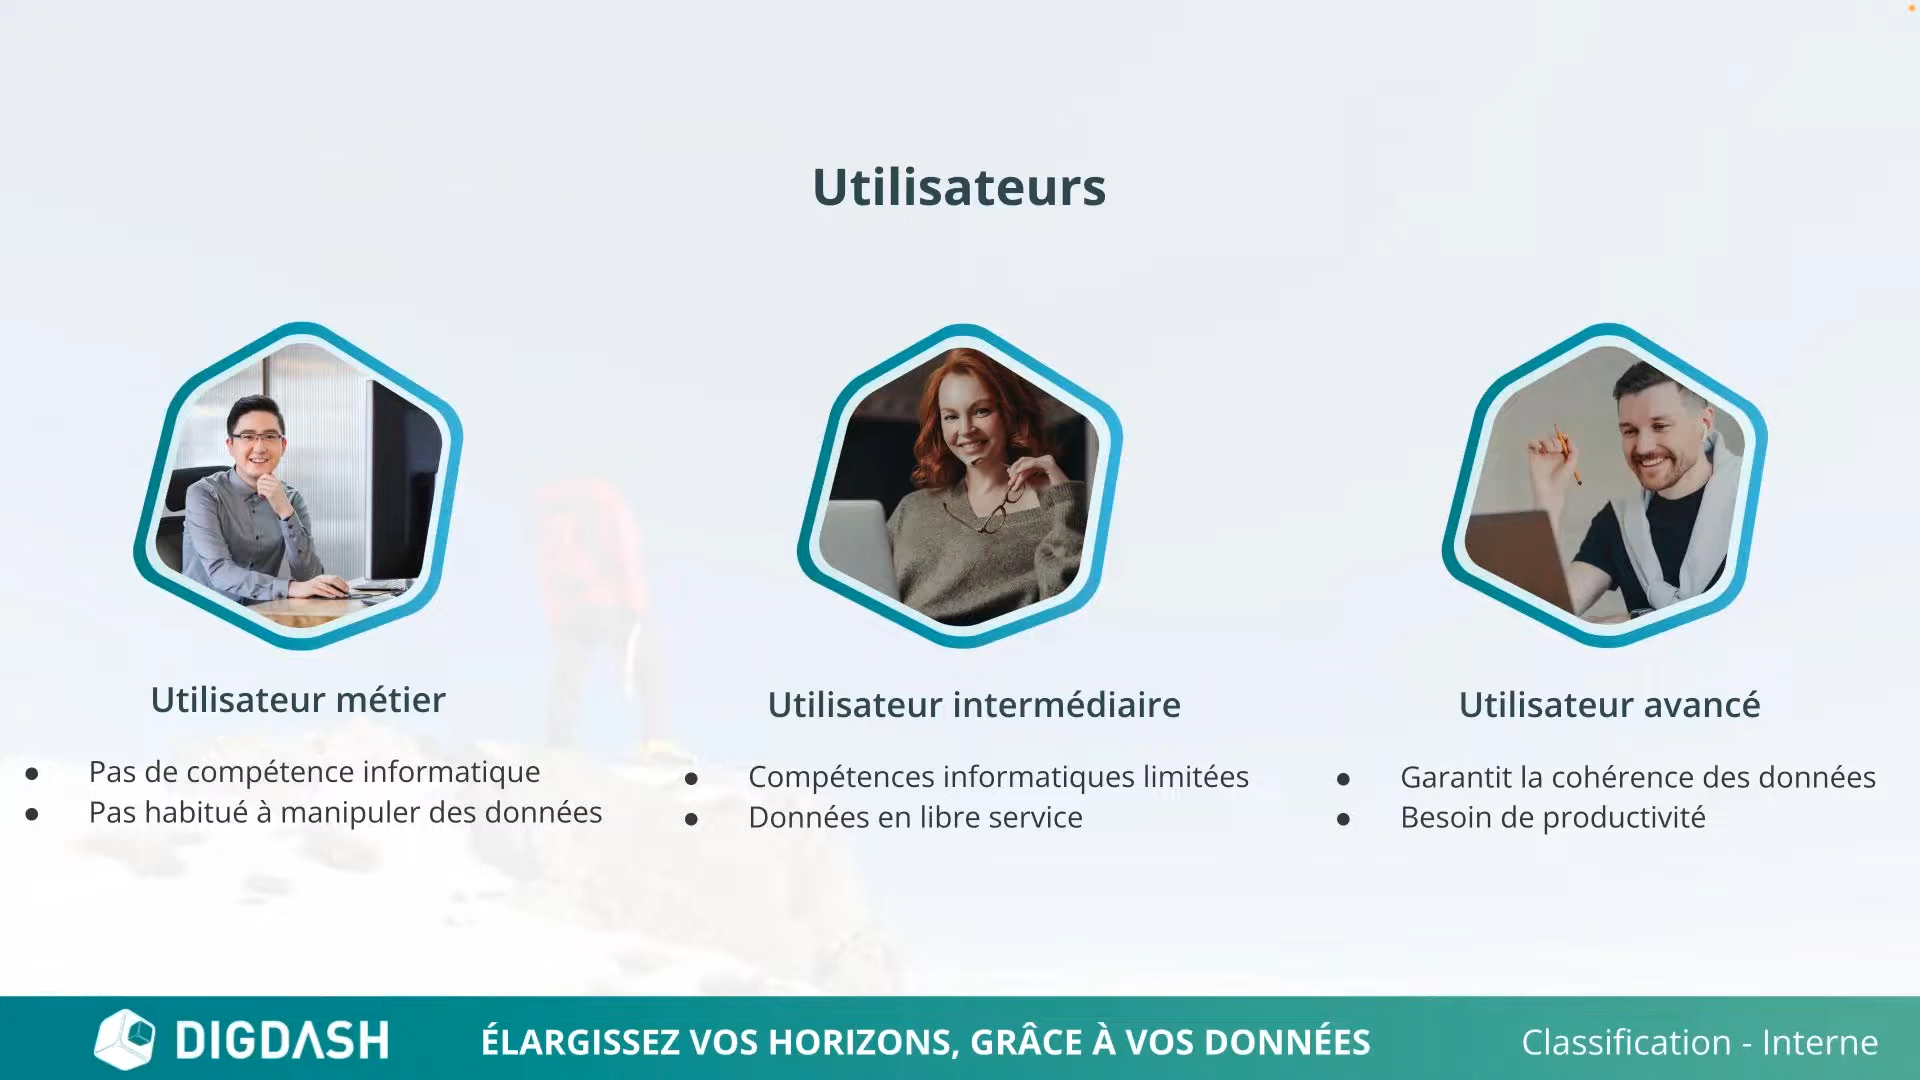 Utilisateurs
Utilisateur métier
● Pas de compétence informatique
● Pas habitué à manipuler des données
Utilisateur intermédiaire
● Compétences informatiques limitées
● Données en libre service
Utilisateur avancé
● Garantit la cohérence des données
● Besoin de productivité
DIGDASH
ÉLARGISSEZ VOS HORIZONS, GRÂCE À VOS DONNÉES
Classification - Interne